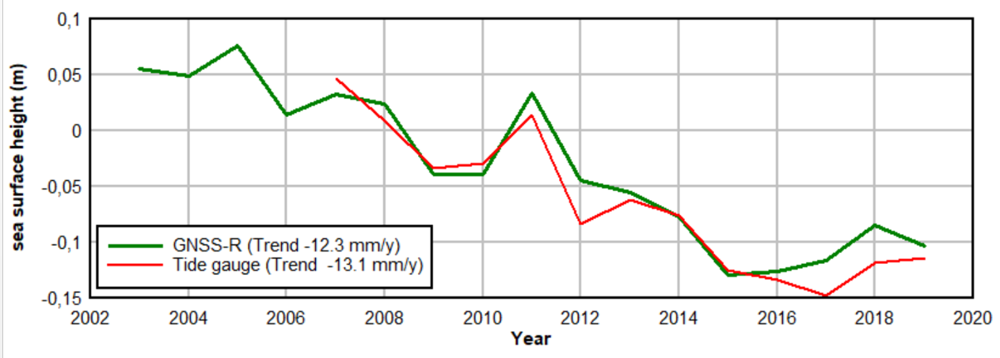 0,1
0,05
0
-0,05
-0,1
-0,15
sea surface height (m)
GNSS-R (Trend -12.3 mm/y)
Tide gauge (Trend  -13.1 mm/y)
2002 2004 2006 2008 2010 2012 2014 2016 2018 2020
Year